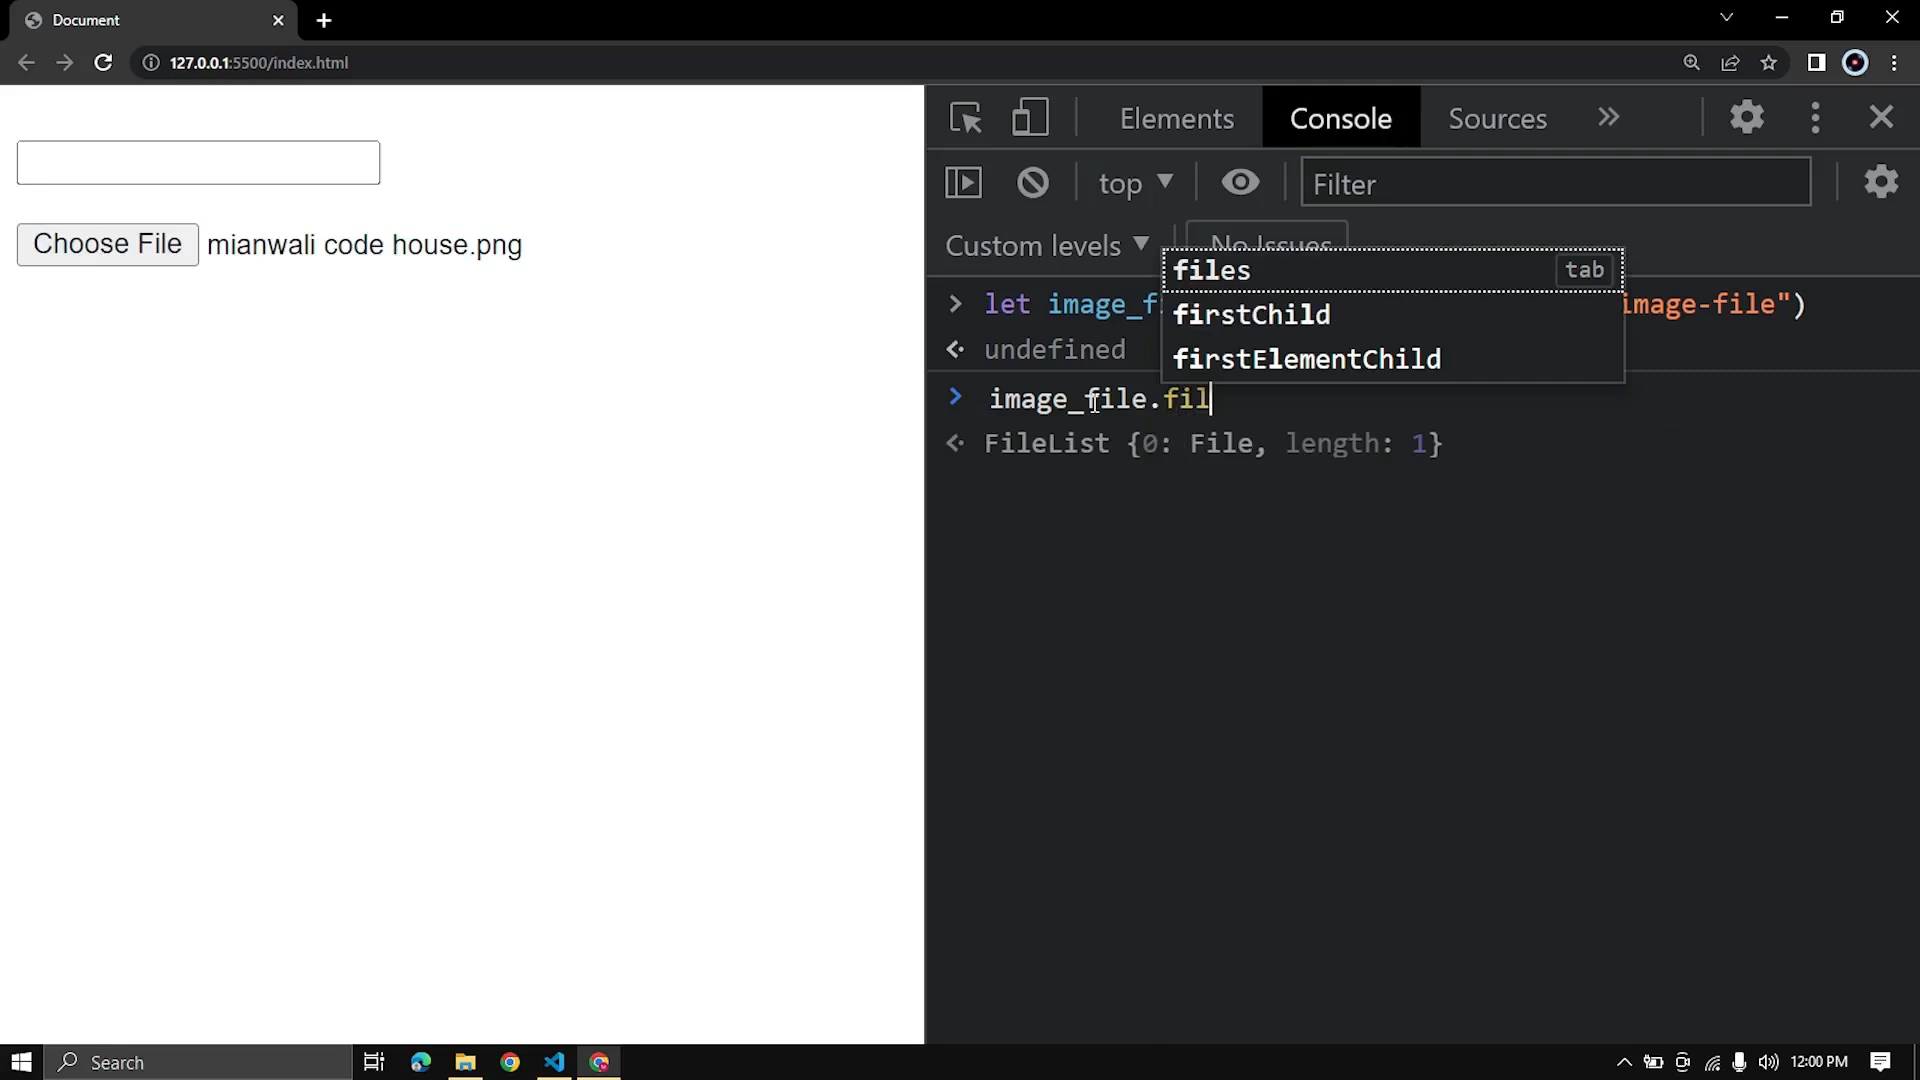 Document
127.0.0.1:5500/index.html
Choose File mianwali code house.png
Elements Console Sources
top Filter
Custom levels No Issues
files tab
firstChild
firstElementChild
let image_f image-file")
undefined
image_file.fil
FileList {0: File, length: 1}
Search 12:00 PM